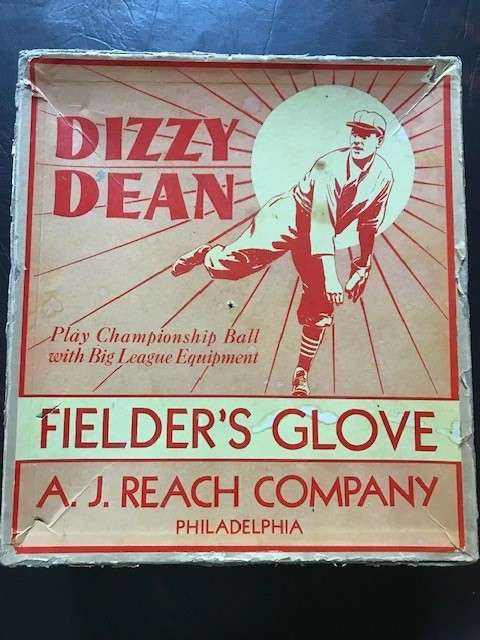 DIZZY
DEAN
Play Championship Ball
with Big League Equipment
FIELDER'S GLOVE
A. J. REACH COMPANY
PHILADELPHIA